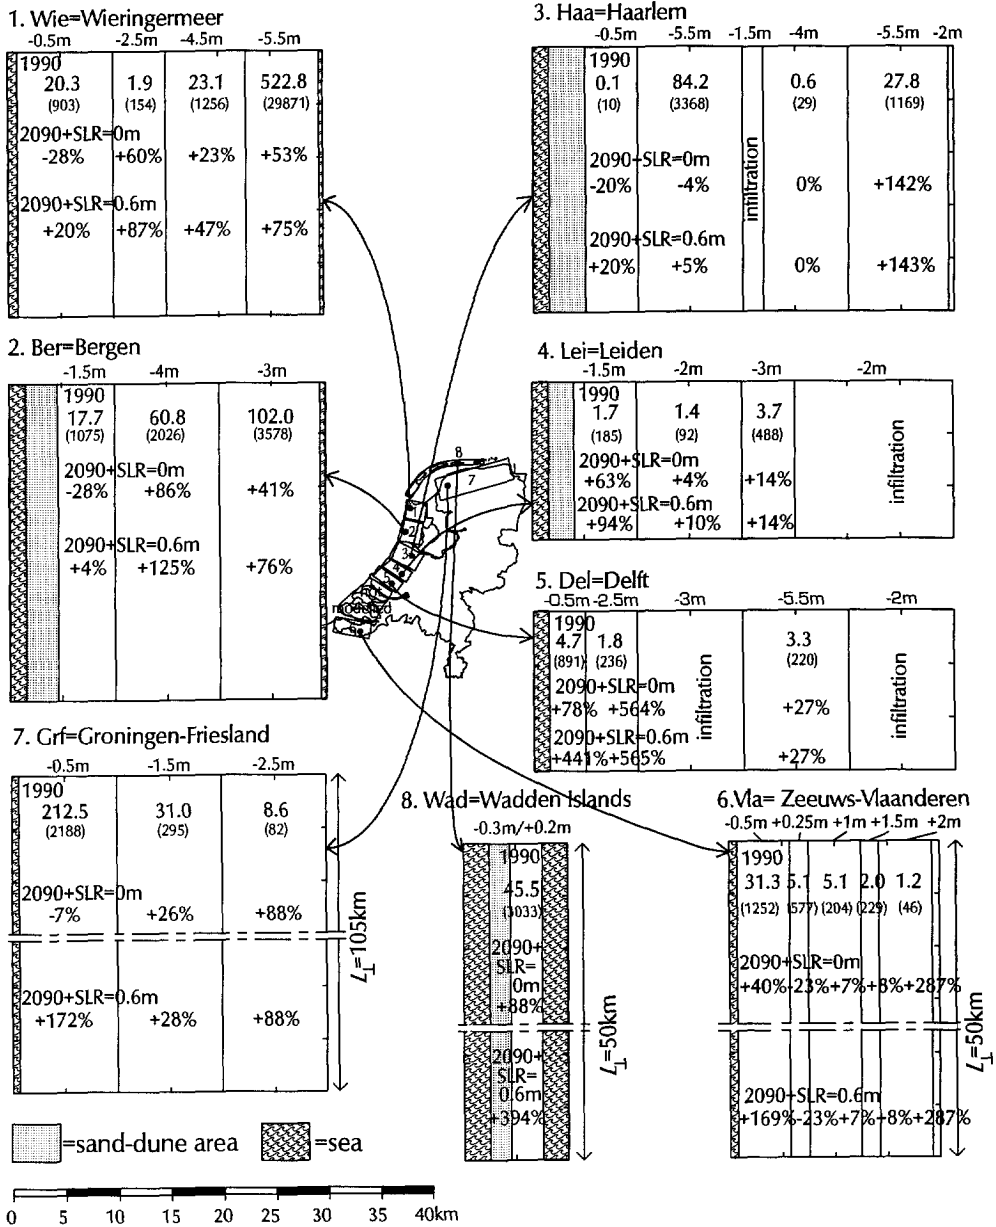 1. Wie=Wieringermeer
-0.5m -2.5m -4.5m -5.5m
1990
20.3 1.9 23.1 522.8
(903) (154) (1256) (29871)
2090+SLR=0m
-28% +60% +23% +53%
2090+SLR=0.6m
+20% +87% +47% +75%
2. Ber=Bergen
-1.5m -4m -3m
1990
17.7 60.8 102.0
(1075) (2026) (3578)
2090+SLR=0m
-28% +86% +41%
2090+SLR=0.6m
+4% +125% +76%
3. Haa=Haarlem
-0.5m -5.5m -1.5m -4m -5.5m -2m
1990
0.1 84.2 0.6 27.8
(10) (3368) (29) (1169)
infiltration
2090+SLR=0m
-20% -4% 0% +142%
2090+SLR=0.6m
+20% +5% 0% +143%
4. Lei=Leiden
-1.5m -2m -3m -2m
1990
1.7 1.4 3.7
(185) (92) (488)
infiltration
2090+SLR=0m
+63% +4% +14%
2090+SLR=0.6m
+94% +10% +14%
5. Del=Delft
-0.5m -2.5m -3m -5.5m -2m
1990
4.7 1.8 3.3
(891) (236) (220)
infiltration infiltration
2090+SLR=0m
+78% +564% +27%
2090+SLR=0.6m
+441% +565% +27%
8
7
1
2
3
4
5
not
modelled
6
7. Grf=Groningen-Friesland
-0.5m -1.5m -2.5m
1990
212.5 31.0 8.6
(2188) (295) (82)
2090+SLR=0m
-7% +26% +88%
2090+SLR=0.6m
+172% +28% +88%
L⊥=105km
8. Wad=Wadden Islands
-0.3m/+0.2m
1990
45.5
(3033)
2090+
SLR=
0m
+88%
2090+
SLR=
0.6m
+394%
L⊥=50km
6.Vla= Zeeuws-Vlaanderen
-0.5m +0.25m +1m +1.5m +2m
1990
31.3 5.1 5.1 2.0 1.2
(1252) (577) (204) (229) (46)
2090+SLR=0m
+40% -23% +7% +8% +287%
2090+SLR=0.6m
+169% -23% +7% +8% +287%
L⊥=50km
=sand-dune area =sea
0 5 10 15 20 25 30 35 40km